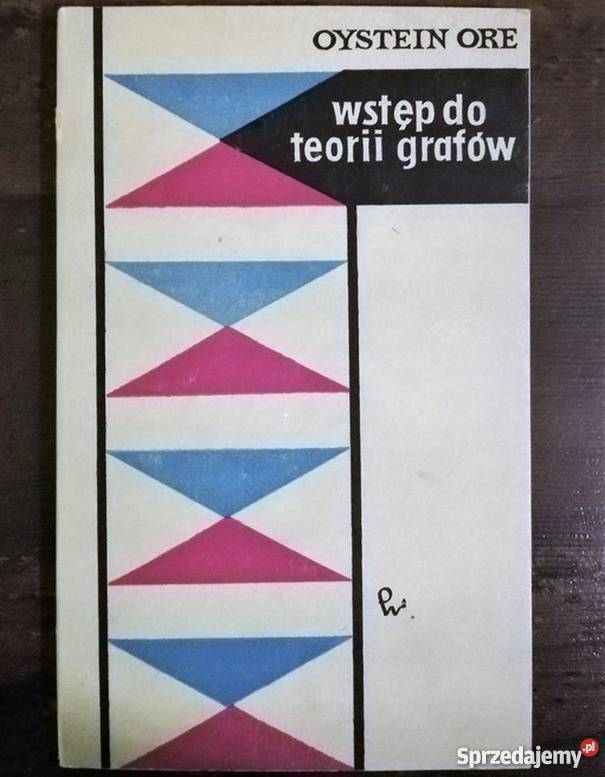 OYSTEIN ORE
wstęp do
teorii grafów
Sprzedajemy.pl